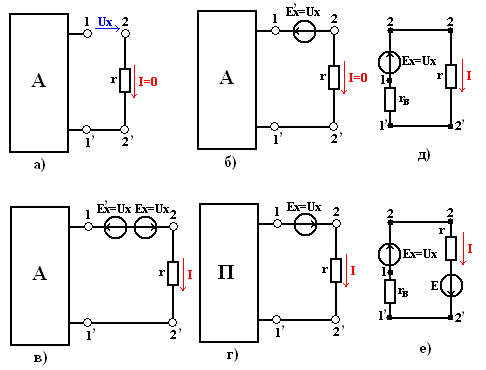 1 Ux 2
A
r
I=0
1' 2'
а)
1 E'x=Ux 2
A
r
I=0
1' 2'
б)
2 2
Ex=Ux
1
rв
r
I
1' 2'
д)
1 E'x=Ux Ex=Ux 2
A
r
I
1' 2'
в)
1 Ex=Ux 2
П
r
I
1' 2'
г)
2 2
r
I
Ex=Ux
1
rв
E
1' 2'
е)